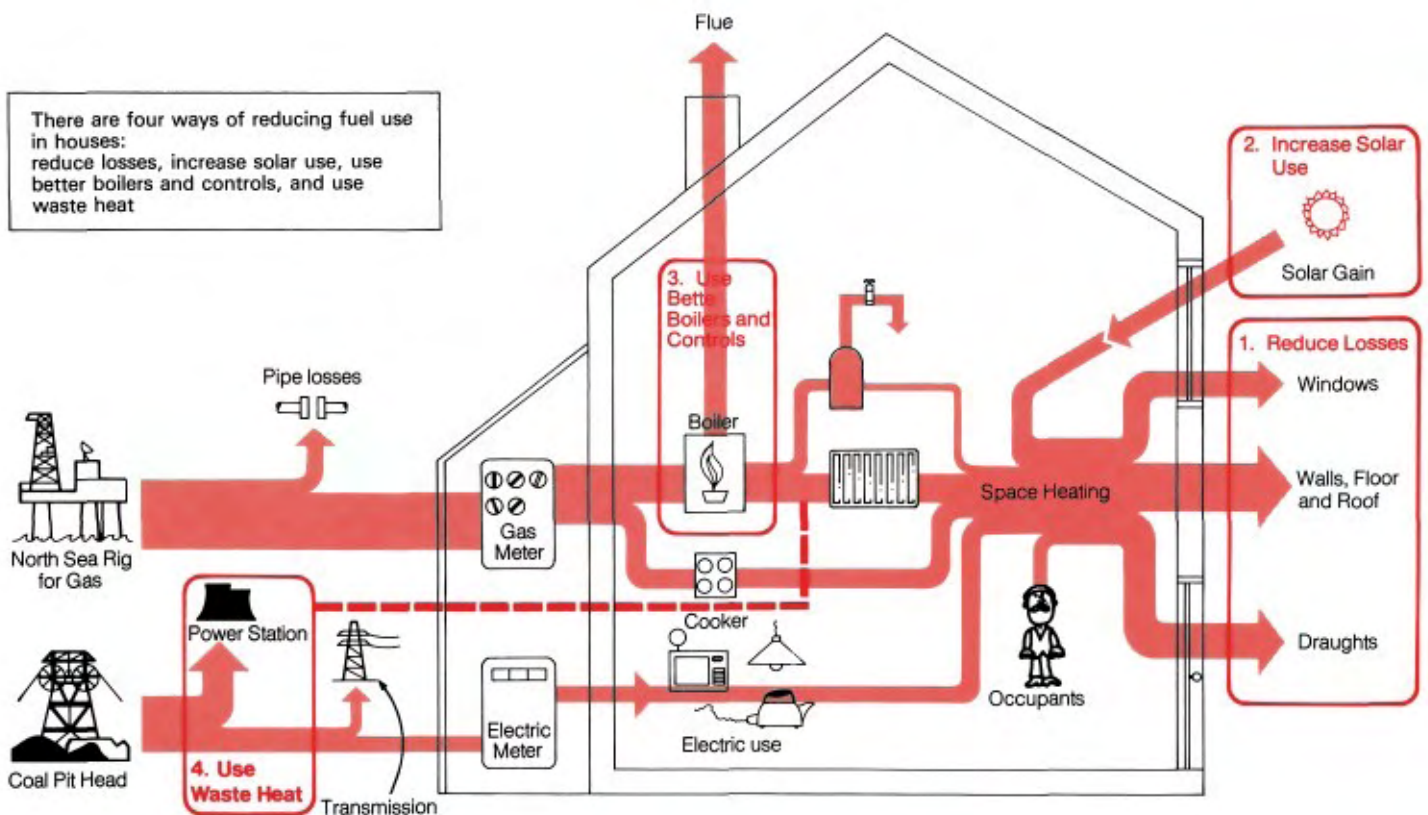 Flue
There are four ways of reducing fuel use
in houses:
reduce losses, increase solar use, use
better boilers and controls, and use
waste heat
2. Increase Solar
Use
Solar Gain
3. Use
Bette
Boilers and
Controls
1. Reduce Losses
Pipe losses
Windows
Boiler
Walls, Floor
and Roof
Space Heating
Gas
Meter
North Sea Rig
for Gas
Power Station
Cooker
Draughts
Occupants
Electric
Meter
Electric use
Coal Pit Head
4. Use
Waste Heat
Transmission